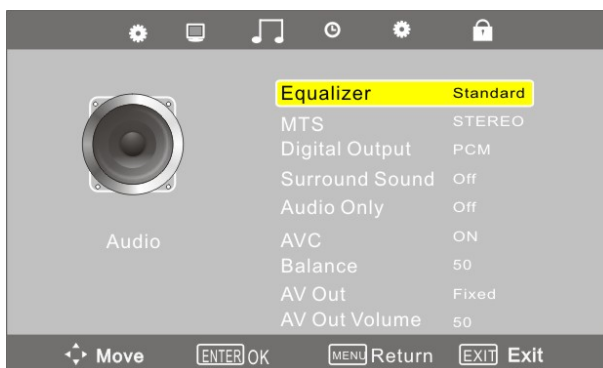 Equalizer Standard
MTS STEREO
Digital Output PCM
Surround Sound Off
Audio Only Off
Audio
AVC ON
Balance 50
AV Out Fixed
AV Out Volume 50
Move ENTER OK MENU Return EXIT Exit